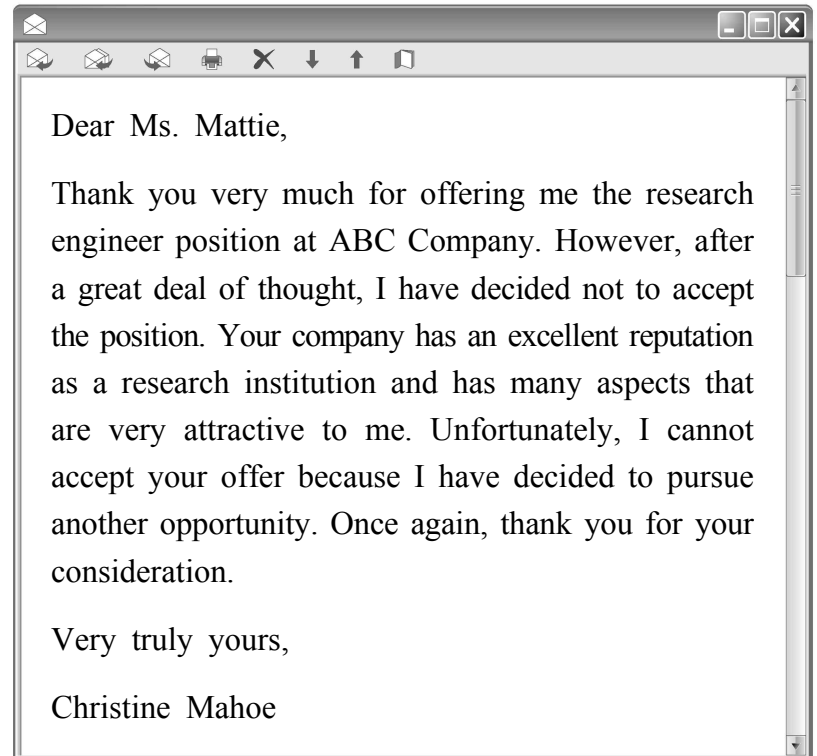 Dear Ms. Mattie,
Thank you very much for offering me the research
engineer position at ABC Company. However, after
a great deal of thought, I have decided not to accept
the position. Your company has an excellent reputation
as a research institution and has many aspects that
are very attractive to me. Unfortunately, I cannot
accept your offer because I have decided to pursue
another opportunity. Once again, thank you for your
consideration.
Very truly yours,
Christine Mahoe